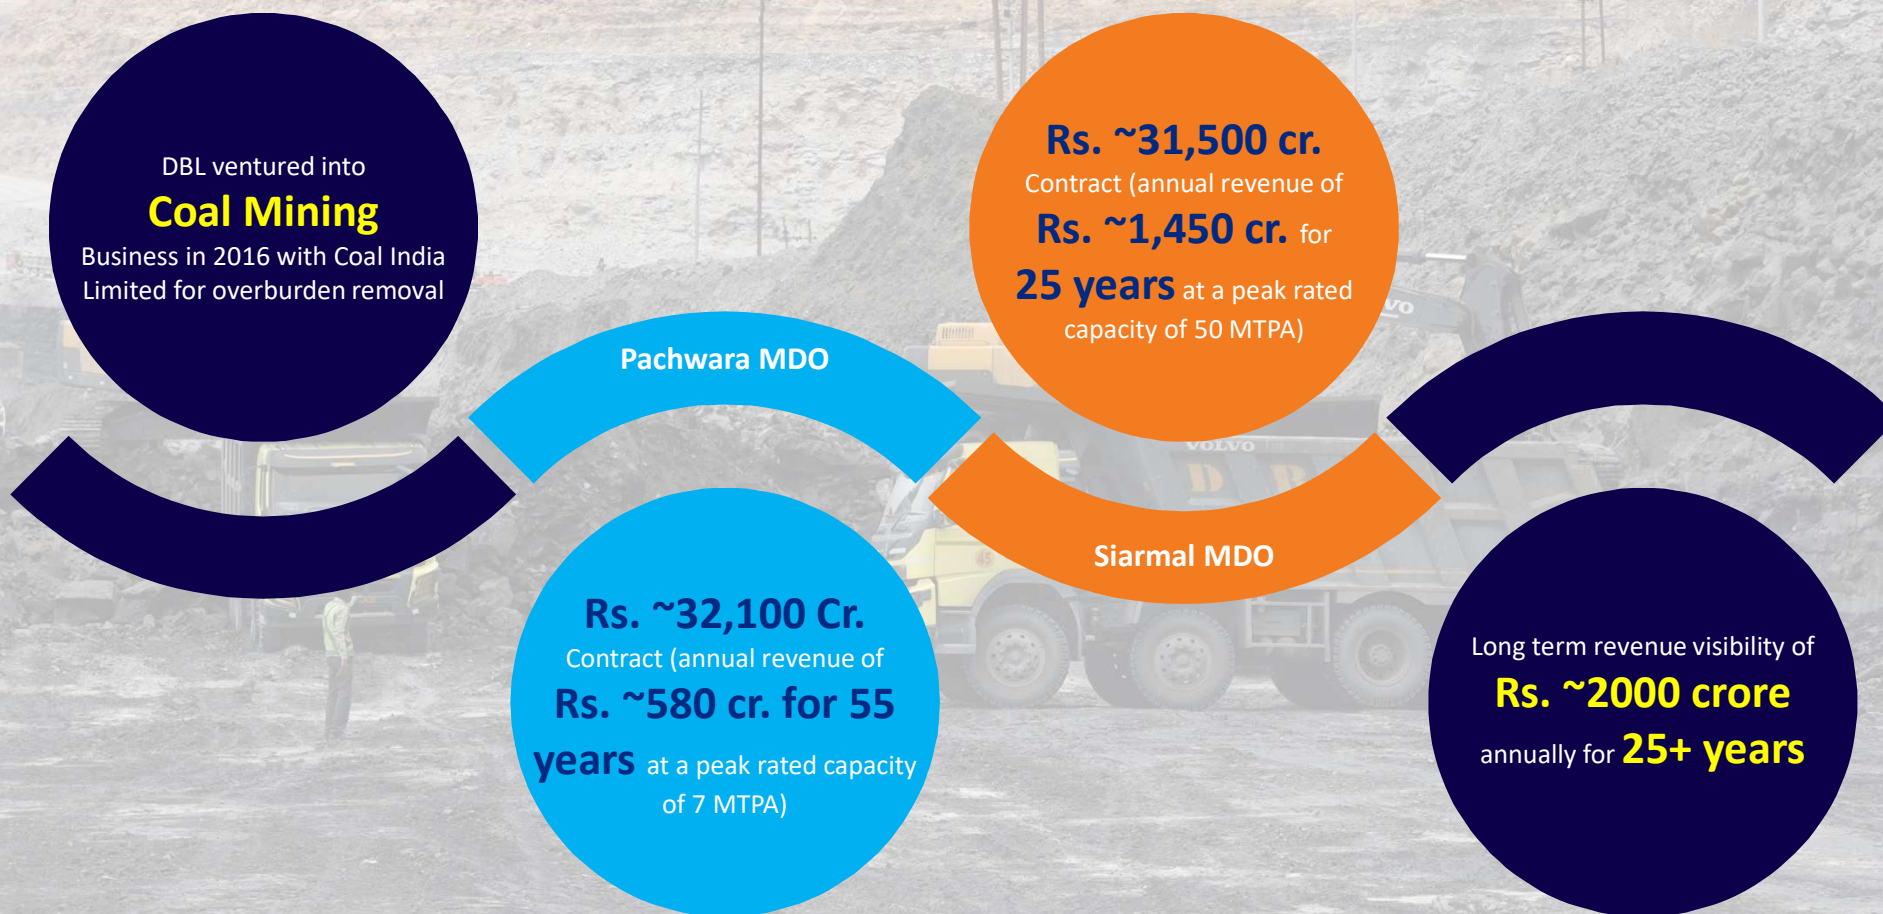 DBL ventured into
Coal Mining
Business in 2016 with Coal India
Limited for overburden removal
Pachwara MDO
Rs. ~32,100 Cr.
Contract (annual revenue of
Rs. ~580 cr. for 55
years at a peak rated capacity
of 7 MTPA)
Rs. ~31,500 cr.
Contract (annual revenue of
Rs. ~1,450 cr. for
25 years at a peak rated
capacity of 50 MTPA)
Siarmal MDO
Long term revenue visibility of
Rs. ~2000 crore
annually for 25+ years
VOLVO
D
45